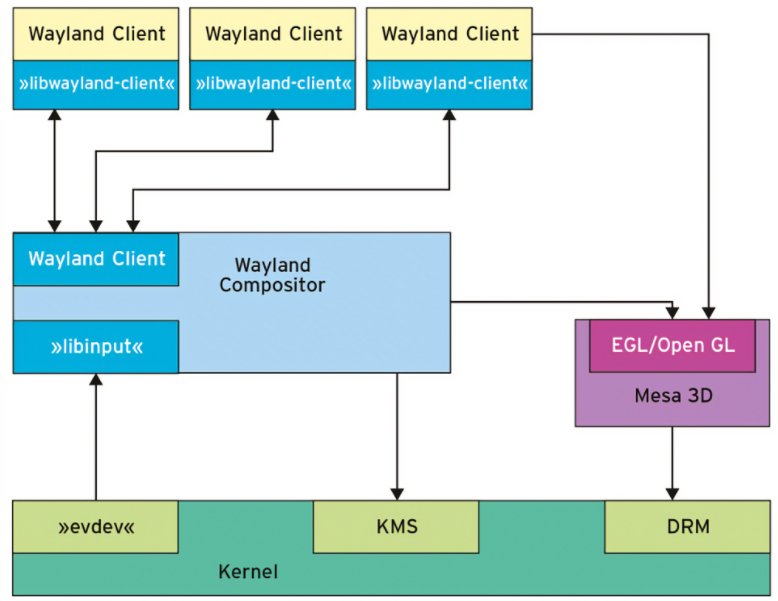 Wayland Client
Wayland Client
Wayland Client
»libwayland-client«
»libwayland-client«
»libwayland-client«
Wayland Client
Wayland
Compositor
»libinput«
EGL/Open GL
Mesa 3D
»evdev«
KMS
DRM
Kernel